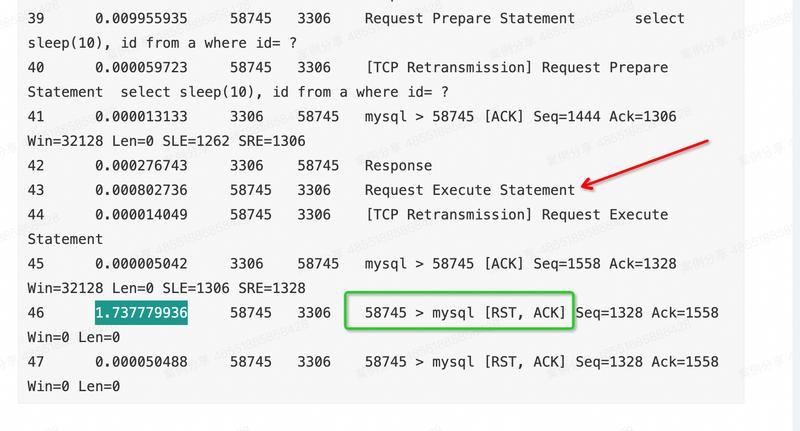 39      0.009955935     58745   3306    Request Prepare Statement       select
sleep(10), id from a where id= ?
40      0.000059723     58745   3306    [TCP Retransmission] Request Prepare
Statement  select sleep(10), id from a where id= ?
41      0.000013133     3306    58745   mysql > 58745 [ACK] Seq=1444 Ack=1306
Win=32128 Len=0 SLE=1262 SRE=1306
42      0.000276743     3306    58745   Response
43      0.000802736     58745   3306    Request Execute Statement
44      0.000014049     58745   3306    [TCP Retransmission] Request Execute
Statement
45      0.000005042     3306    58745   mysql > 58745 [ACK] Seq=1558 Ack=1328
Win=32128 Len=0 SLE=1306 SRE=1328
46      1.737779936     58745   3306    58745 > mysql [RST, ACK] Seq=1328 Ack=1558
Win=0 Len=0
47      0.000050488     58745   3306    58745 > mysql [RST, ACK] Seq=1328 Ack=1558
Win=0 Len=0